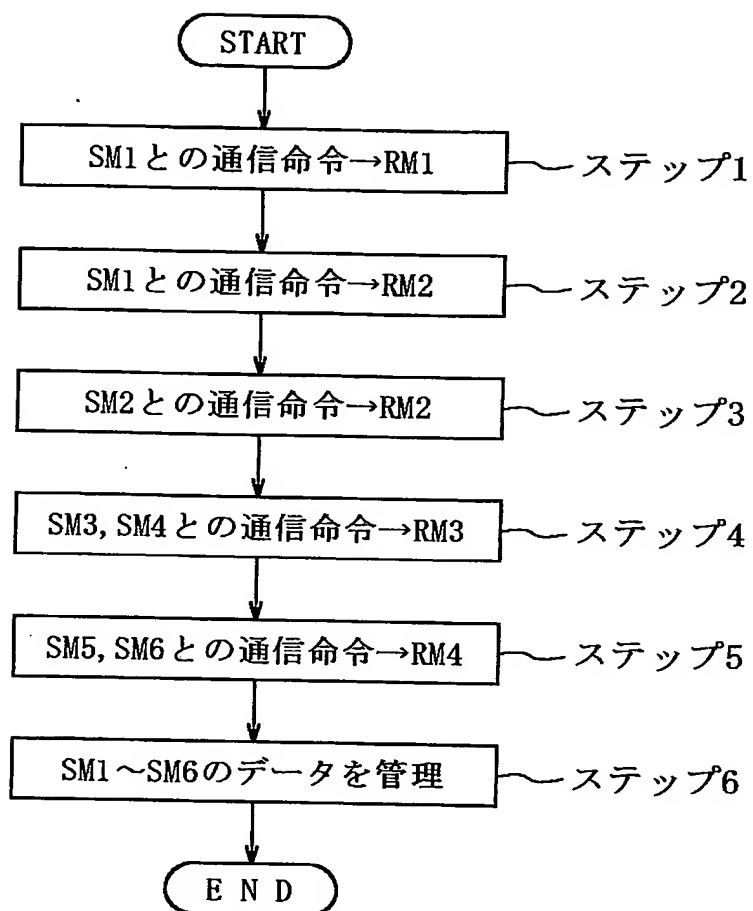 START
SM1との通信命令→RM1
ステップ1
SM1との通信命令→RM2
ステップ2
SM2との通信命令→RM2
ステップ3
SM3, SM4との通信命令→RM3
ステップ4
SM5, SM6との通信命令→RM4
ステップ5
SM1～SM6のデータを管理
ステップ6
E N D